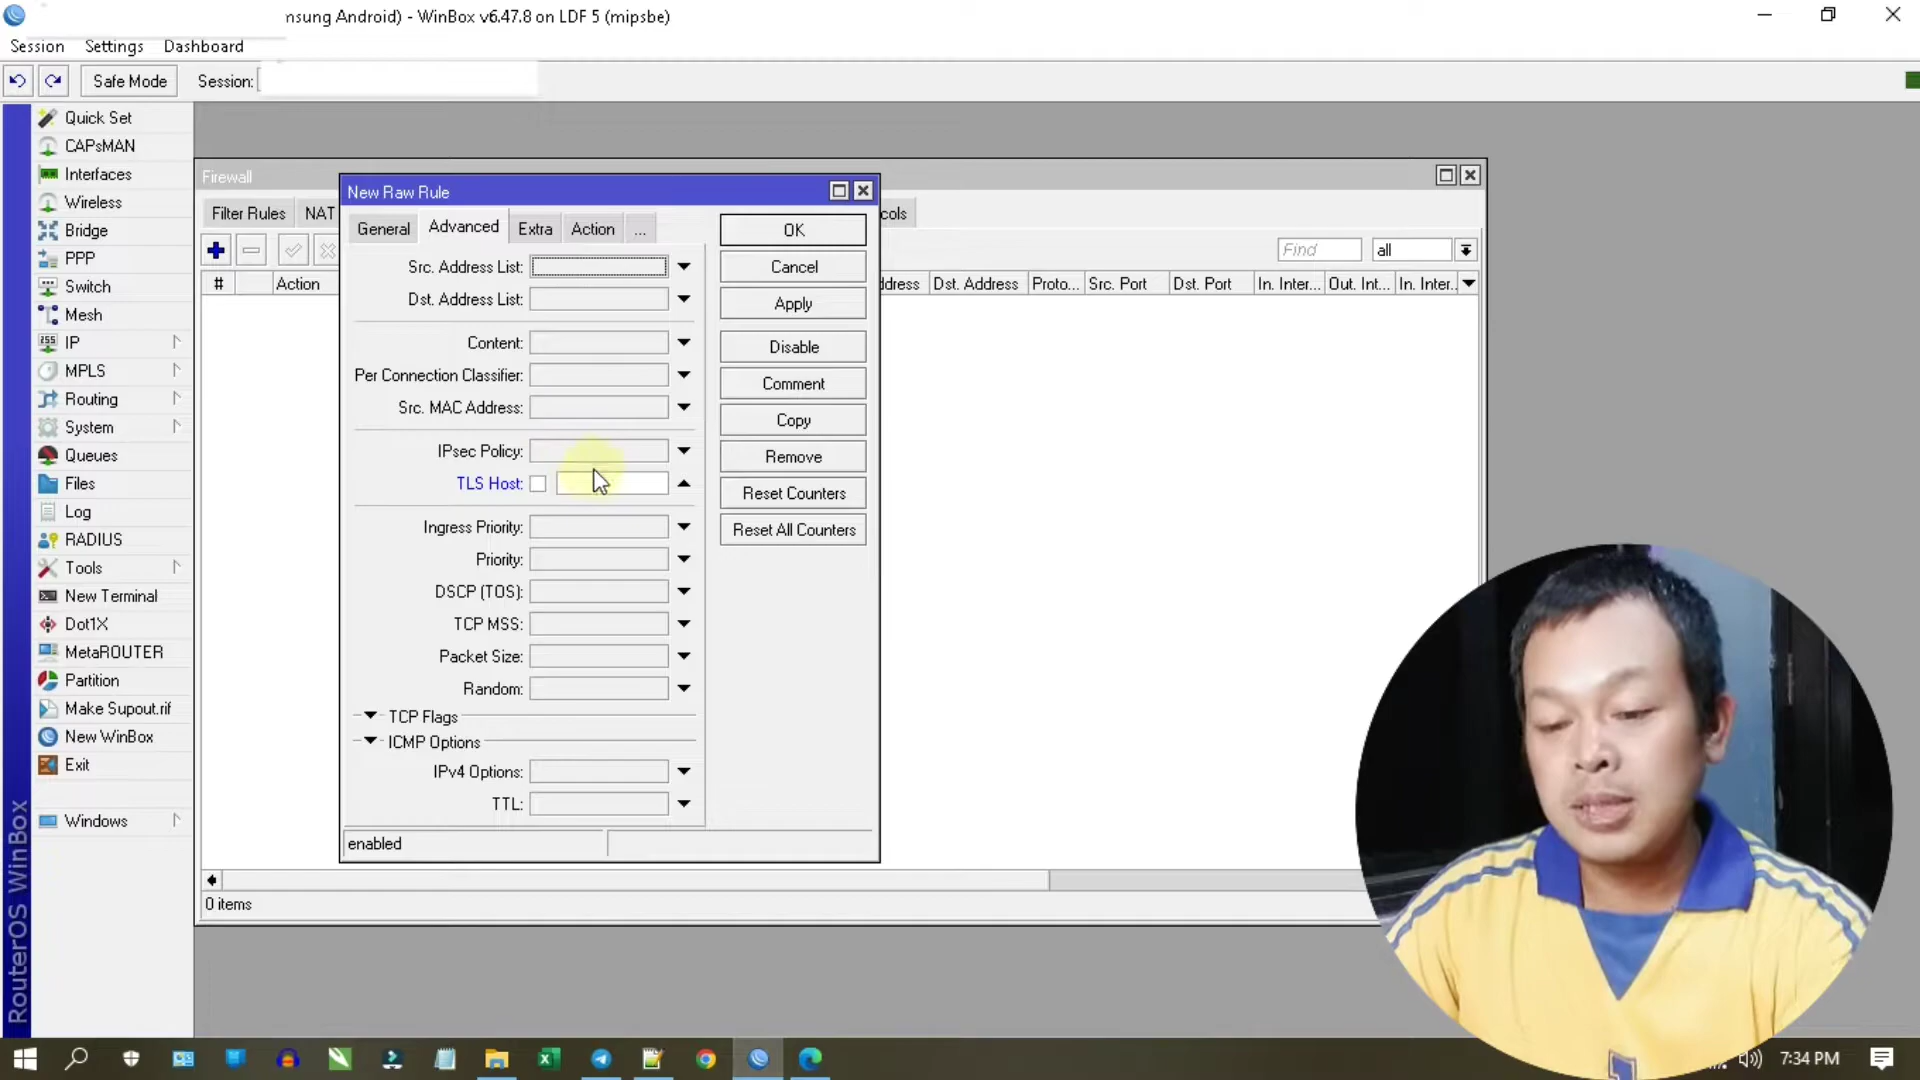 nsung Android) - WinBox v6.47.8 on LDF 5 (mipsbe)
Session Settings Dashboard
Safe Mode Session:
Quick Set
CAPsMAN
Interfaces
Wireless
Bridge
PPP
Switch
Mesh
IP
MPLS
Routing
System
Queues
Files
Log
RADIUS
Tools
New Terminal
Dot1X
MetaROUTER
Partition
Make Supout.rif
New WinBox
Exit
Windows
RouterOS WinBox
Firewall
Filter Rules NAT cols
Find all
# Action ddress Dst. Address Proto... Src. Port Dst. Port In. Inter... Out. Int... In. Inter..
New Raw Rule
General Advanced Extra Action ...
Src. Address List:
Dst. Address List:
Content:
Per Connection Classifier:
Src. MAC Address:
IPsec Policy:
TLS Host:
Ingress Priority:
Priority:
DSCP (TOS):
TCP MSS:
Packet Size:
Random:
TCP Flags
ICMP Options
IPv4 Options:
TTL:
enabled
OK
Cancel
Apply
Disable
Comment
Copy
Remove
Reset Counters
Reset All Counters
0 items
7:34 PM